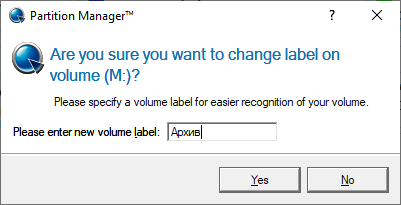 Partition Manager™
?
Are you sure you want to change label on
volume (M:)?
Please specify a volume label for easier recognition of your volume.
Please enter new volume label: Архив
Yes No